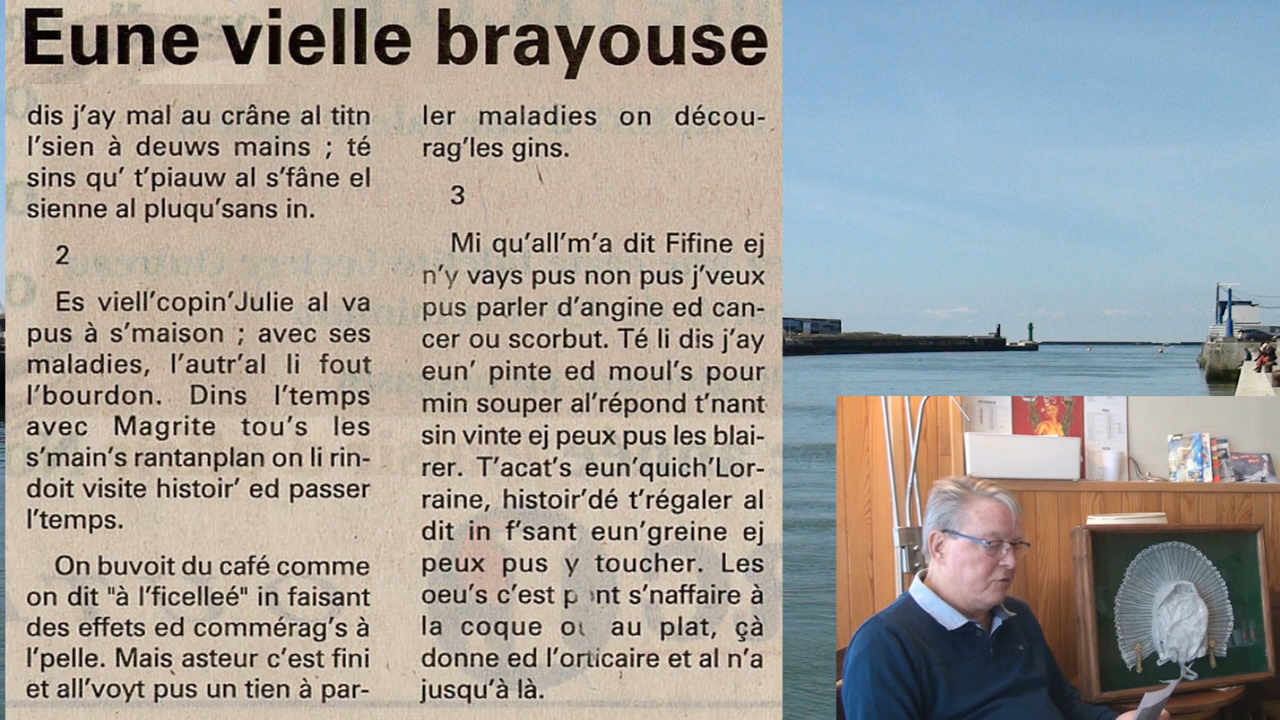 Eune vielle brayouse
dis j'ay mal au crâne al titn
l'sien à deuws mains ; té
sins qu' t'piauw al s'fâne el
sienne al pluqu'sans in.
2
Es viell'copin'Julie al va
pus à s'maison ; avec ses
maladies, l'autr'al li fout
l'bourdon. Dins l'temps
avec Magrite tou's les
s'main's rantanplan on li rin-
doit visite histoir' ed passer
l'temps.
On buvoit du café comme
on dit "à l'ficelleé" in faisant
des effets ed commérag's à
l'pelle. Mais asteur c'est fini
et all'voyt pus un tien à par-
ler maladies on décou-
rag'les gins.
3
Mi qu'all'm'a dit Fifine ej
n'y vays pus non pus j'veux
pus parler d'angine ed can-
cer ou scorbut. Té li dis j'ay
eun' pinte ed moul's pour
min souper al'répond t'nant
sin vinte ej peux pus les blai-
rer. T'acat's eun'quich'Lor-
raine, histoir'dé t'régaler al
dit in f'sant eun'greine ej
peux pus y toucher. Les
oeu's c'est nt s'naffaire à
la coque au plat, çà
donne ed l'orticaire et al n'a
jusqu'à là.